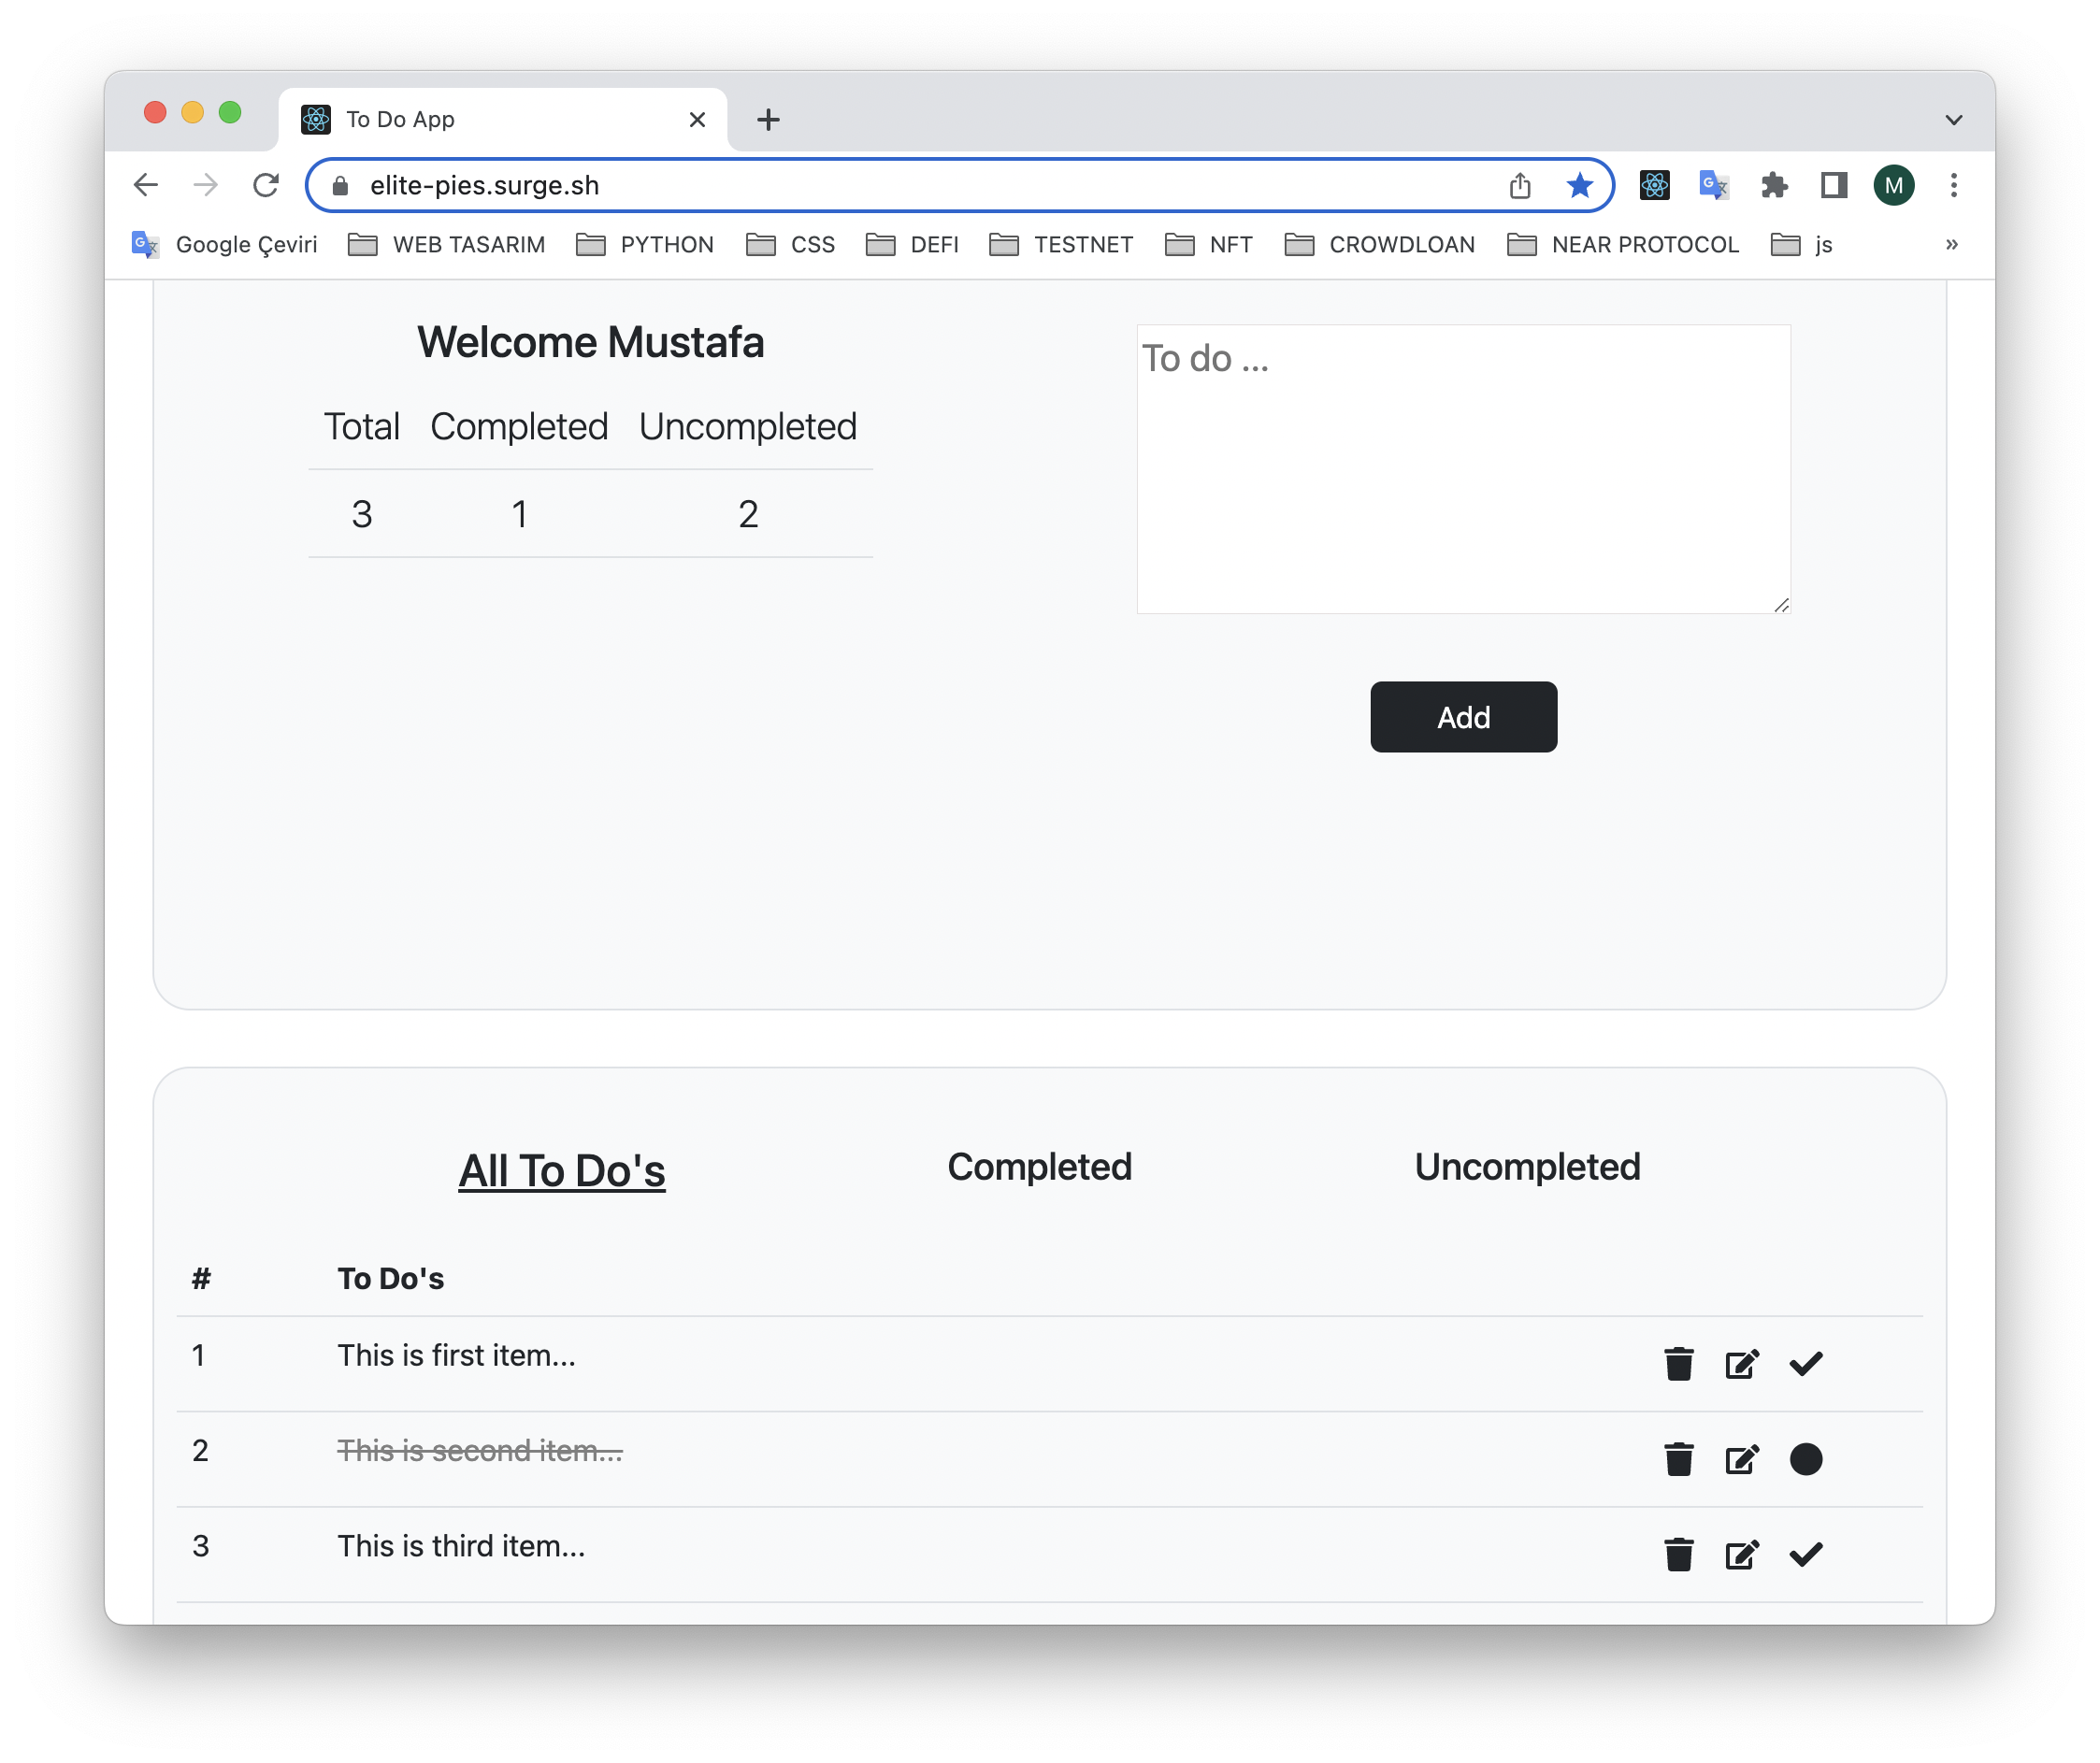 To Do App
elite-pies.surge.sh
M
Google Çeviri WEB TASARIM PYTHON CSS DEFI TESTNET NFT CROWDLOAN NEAR PROTOCOL js »
Welcome Mustafa
Total Completed Uncompleted
3 1 2
To do ...
Add
All To Do's Completed Uncompleted
# To Do's
1 This is first item...
2 This is second item...
3 This is third item...